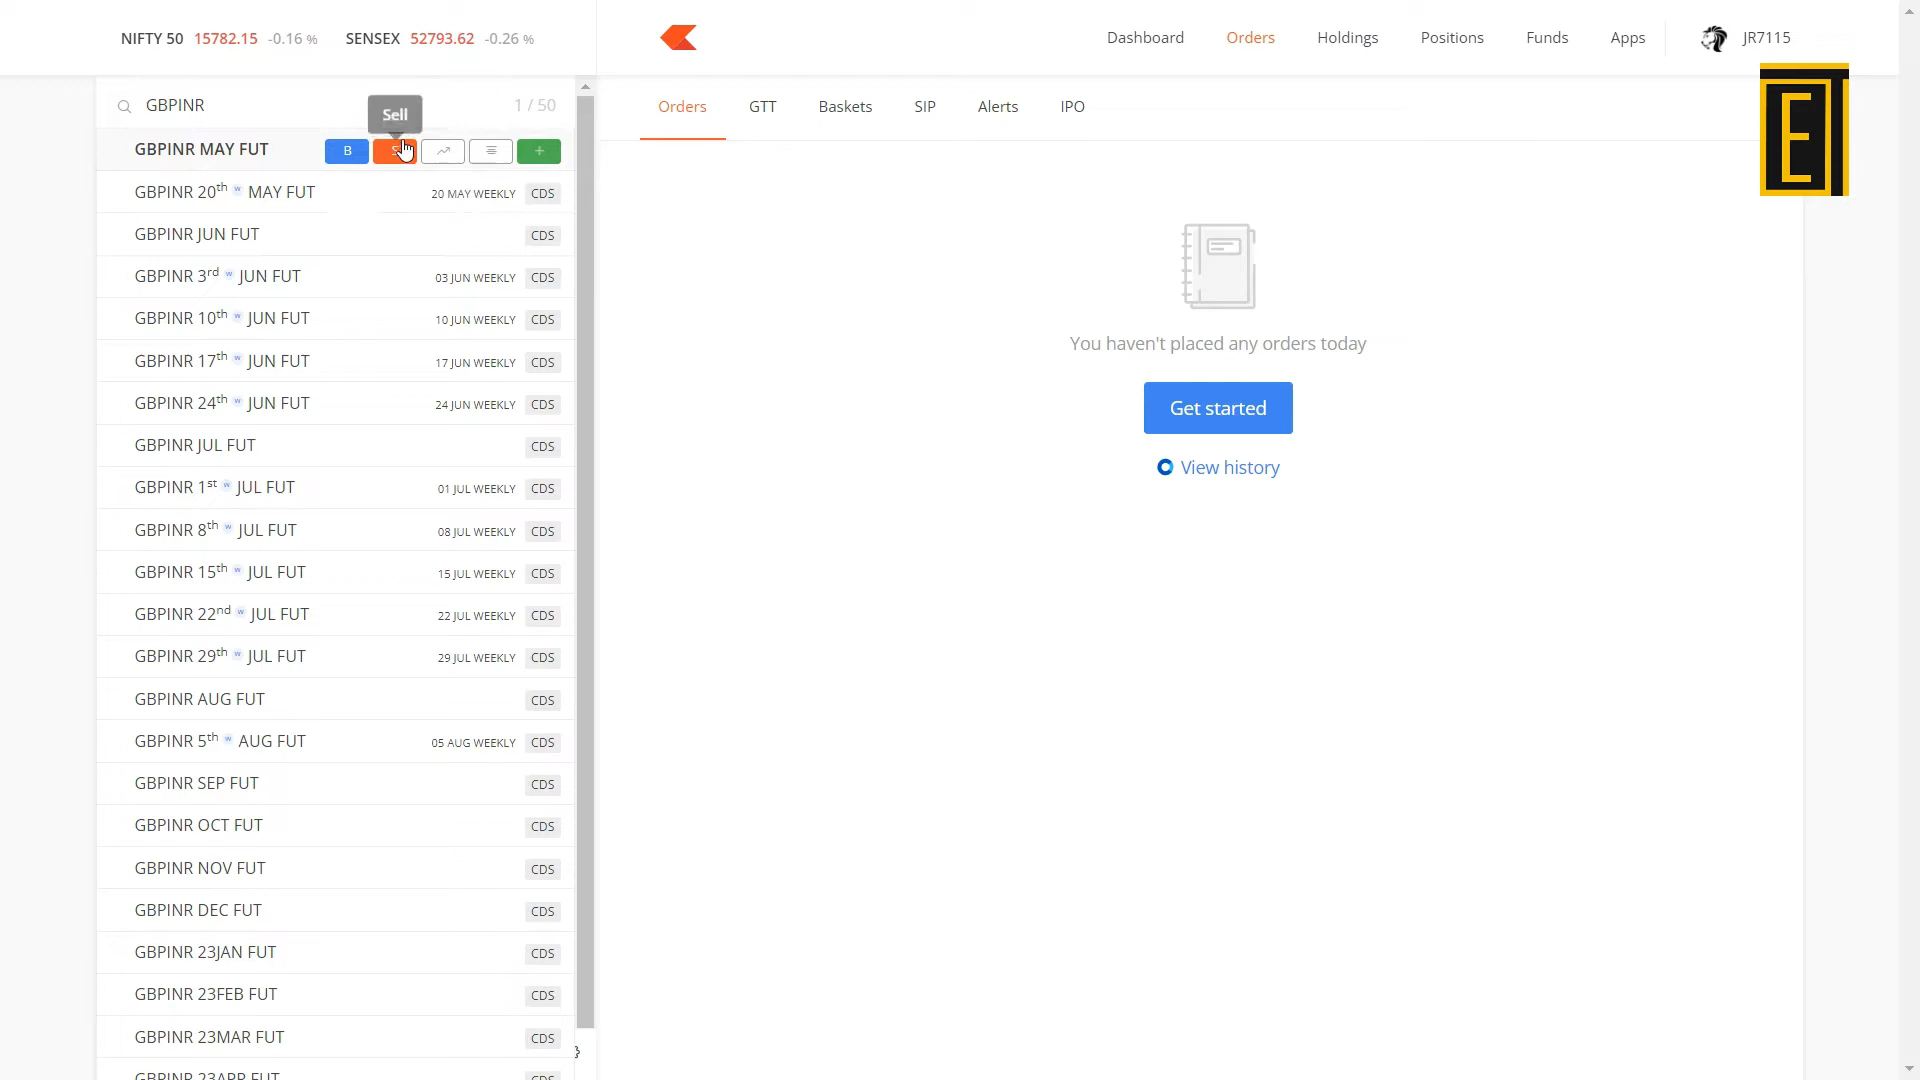 NIFTY 50 15782.15 -0.16 % SENSEX 52793.62 -0.26 %
Dashboard Orders Holdings Positions Funds Apps JR7115
GBPINR 1 / 50
Sell
Orders GTT Baskets SIP Alerts IPO
E
GBPINR MAY FUT B
GBPINR 20th w MAY FUT 20 MAY WEEKLY CDS
GBPINR JUN FUT CDS
GBPINR 3rd w JUN FUT 03 JUN WEEKLY CDS
GBPINR 10th w JUN FUT 10 JUN WEEKLY CDS
GBPINR 17th w JUN FUT 17 JUN WEEKLY CDS
GBPINR 24th w JUN FUT 24 JUN WEEKLY CDS
GBPINR JUL FUT CDS
GBPINR 1st w JUL FUT 01 JUL WEEKLY CDS
GBPINR 8th w JUL FUT 08 JUL WEEKLY CDS
GBPINR 15th w JUL FUT 15 JUL WEEKLY CDS
GBPINR 22nd w JUL FUT 22 JUL WEEKLY CDS
GBPINR 29th w JUL FUT 29 JUL WEEKLY CDS
GBPINR AUG FUT CDS
GBPINR 5th w AUG FUT 05 AUG WEEKLY CDS
GBPINR SEP FUT CDS
GBPINR OCT FUT CDS
GBPINR NOV FUT CDS
GBPINR DEC FUT CDS
GBPINR 23JAN FUT CDS
GBPINR 23FEB FUT CDS
GBPINR 23MAR FUT CDS
GBPINR 23APR FUT CDS
You haven't placed any orders today
Get started
View history